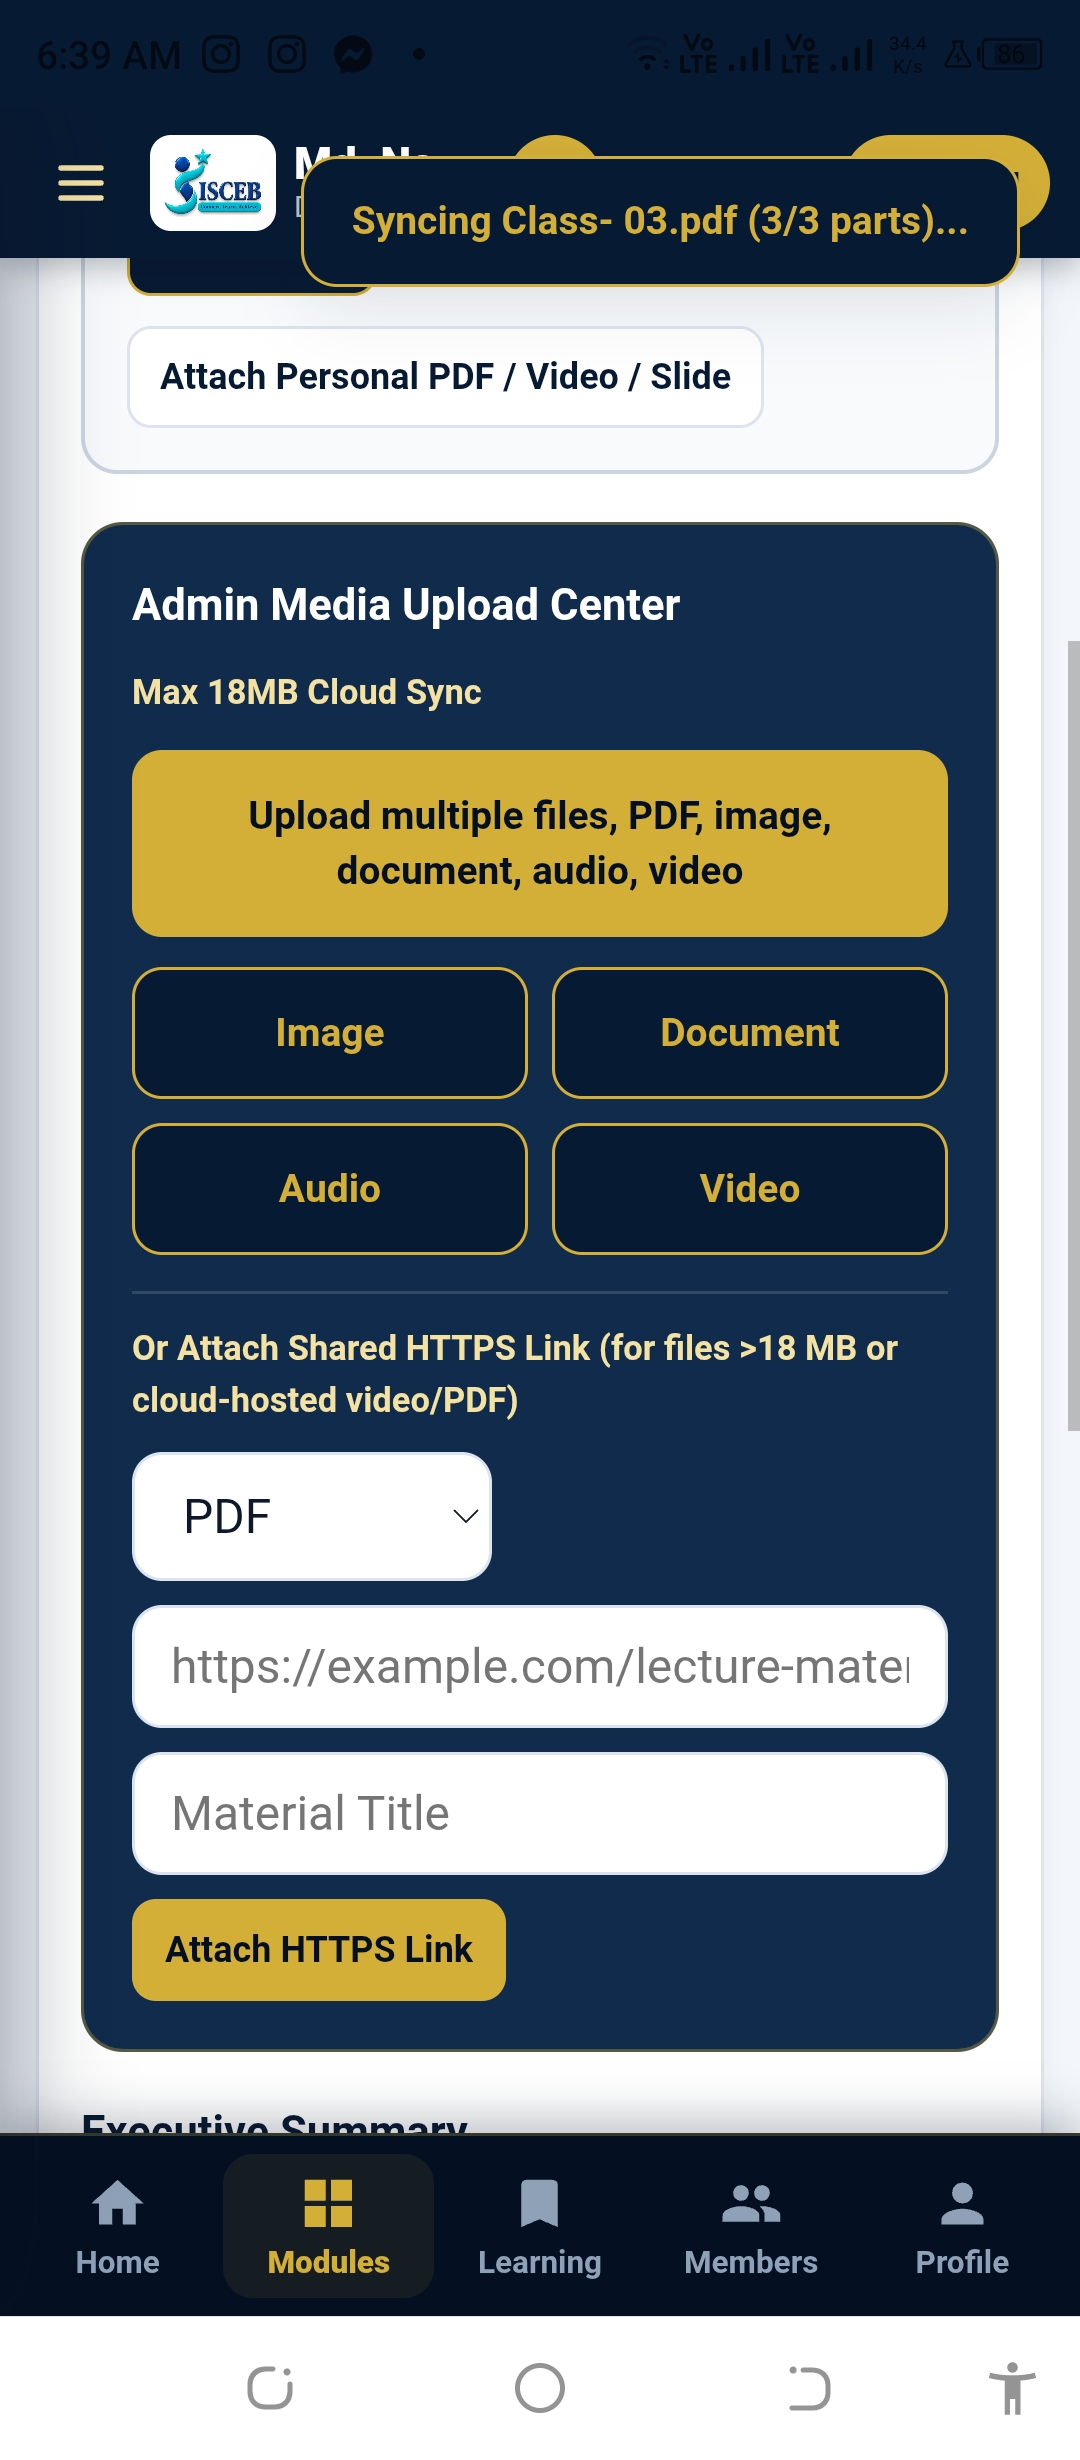 6:39 AM
Vo LTE
Vo LTE
34.4 K/s
86
ISCEB
Syncing Class- 03.pdf (3/3 parts)...
Attach Personal PDF / Video / Slide
Admin Media Upload Center
Max 18MB Cloud Sync
Upload multiple files, PDF, image,
document, audio, video
Image
Document
Audio
Video
Or Attach Shared HTTPS Link (for files >18 MB or
cloud-hosted video/PDF)
PDF
https://example.com/lecture-mater
Material Title
Attach HTTPS Link
Executive Summary
Home
Modules
Learning
Members
Profile